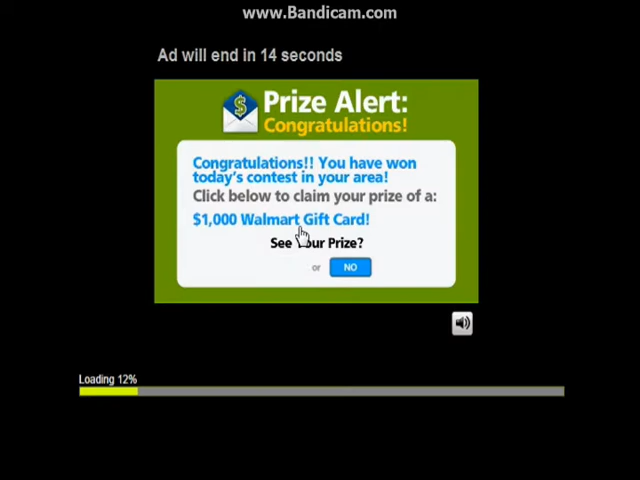 www.Bandicam.com
Ad will end in 14 seconds
Prize Alert:
Congratulations!
Congratulations!! You have won
today's contest in your area!
Click below to claim your prize of a:
$1,000 Walmart Gift Card!
See Your Prize?
or NO
Loading 12%